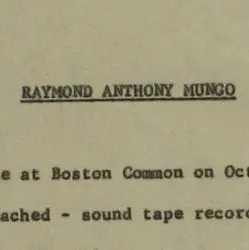 RAYMOND ANTHONY MUNGO
e at Boston Common on Oct
ached - sound tape recor